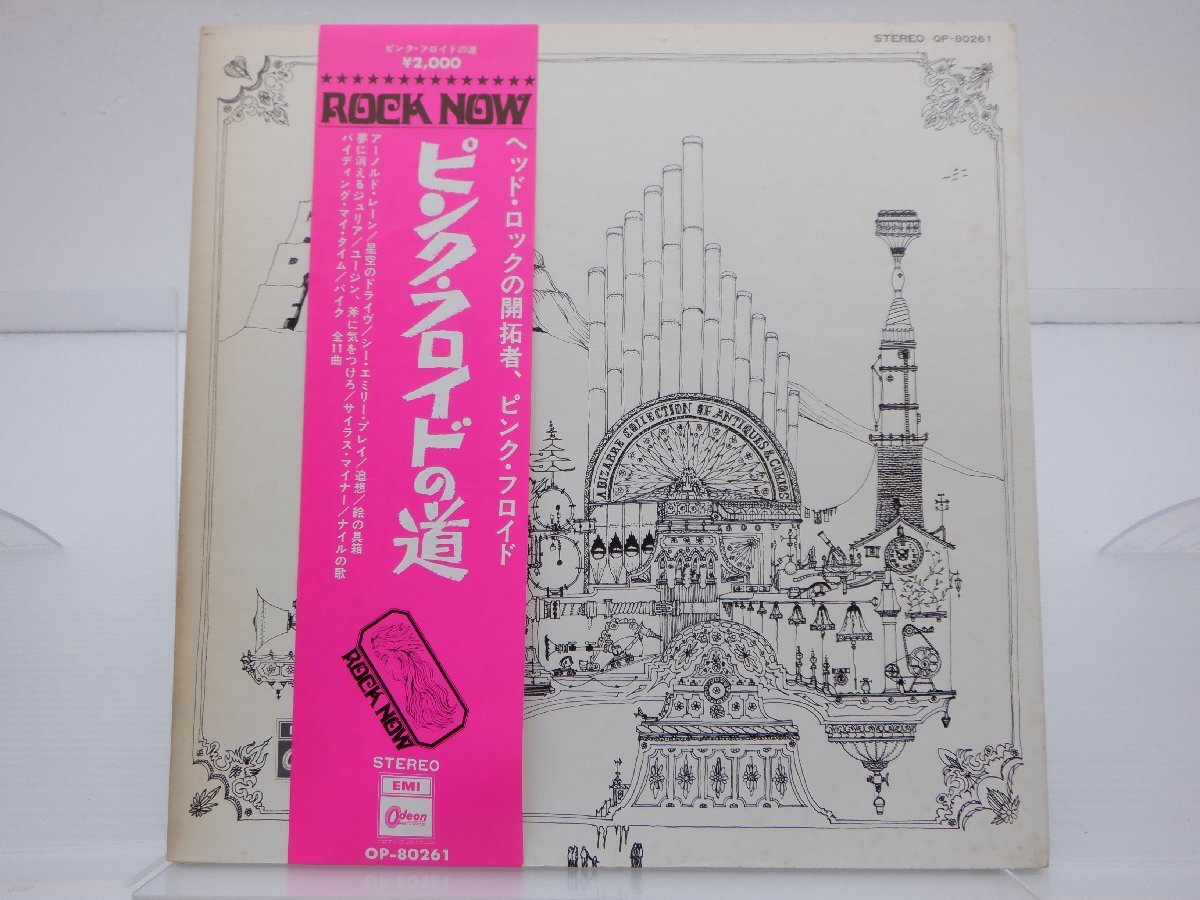 STEREO OP-80261
ピンク・フロイドの道
¥2,000
ROCK NOW
ヘッド・ロックの開拓者、ピンク・フロイド
ピンク・フロイドの道
アーノルド・レーン/星空のドライヴ/シー・エミリー・プレイ/追想/絵の具箱
夢に消えるジュリア/ユージン、斧に気をつけろ/サイラス・マイナー/ナイルの歌
バイディング・マイ・タイム/バイク 全11曲
A BIZARRE COLLECTION OF ANTIQUES & CURIOS
ROCK NOW
STEREO
EMI
Odeon
OP-80261